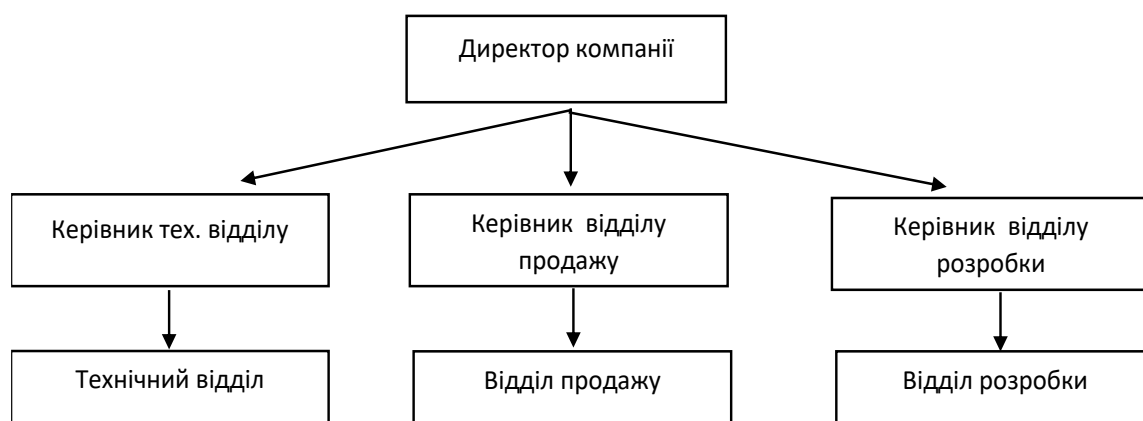 Директор компанії
Керівник тех. відділу
Керівник відділу
продажу
Керівник відділу
розробки
Технічний відділ
Відділ продажу
Відділ розробки